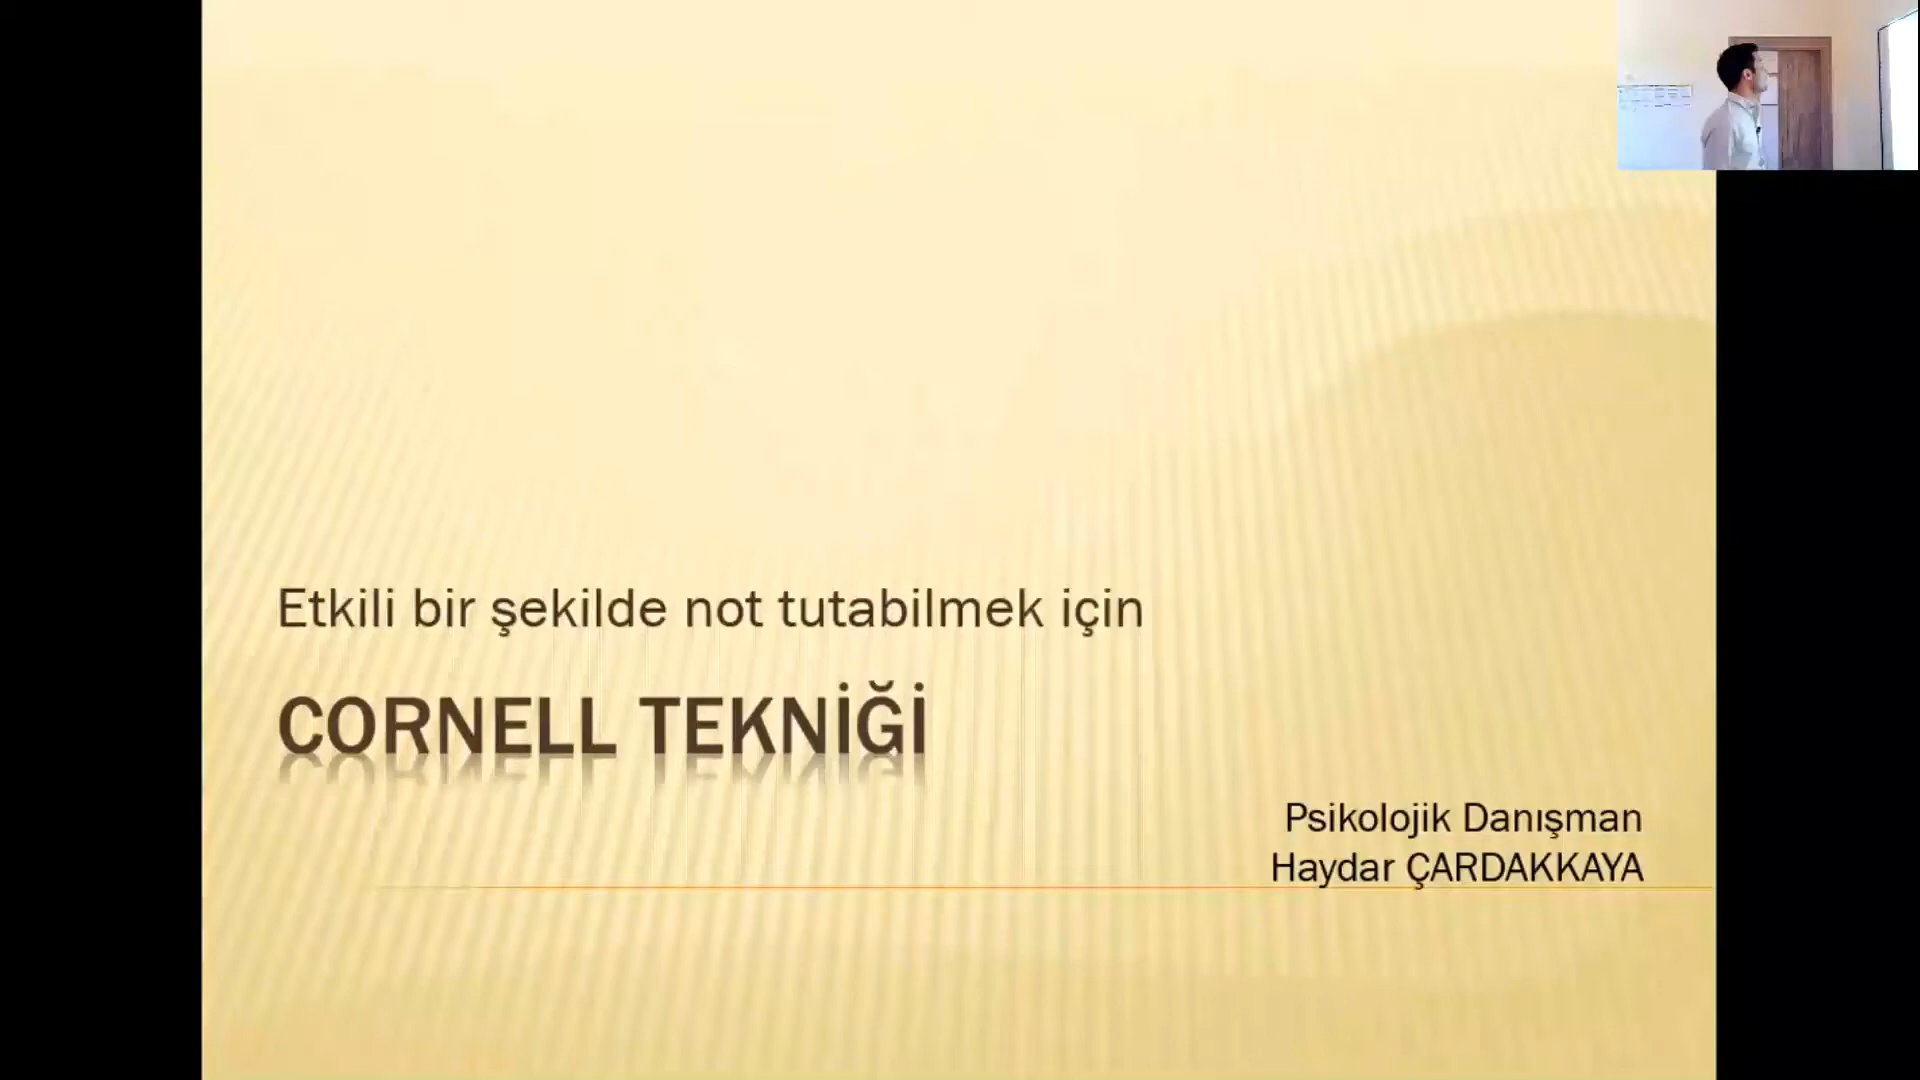 Etkili bir şekilde not tutabilmek için
CORNELL TEKNİĞİ
Psikolojik Danışman
Haydar ÇARDAKKAYA